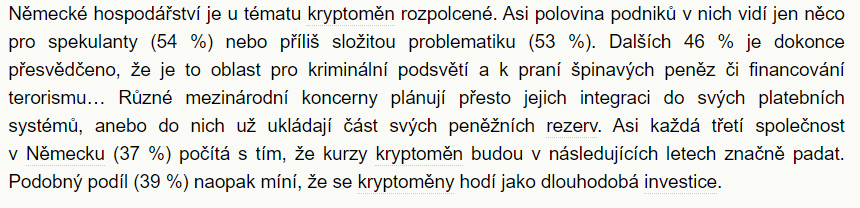 Německé hospodářství je u tématu kryptoměn rozpolcené. Asi polovina podniků v nich vidí jen něco
pro spekulanty (54 %) nebo příliš složitou problematiku (53 %). Dalších 46 % je dokonce
přesvědčeno, že je to oblast pro kriminální podsvětí a k praní špinavých peněz či financování
terorismu… Různé mezinárodní koncerny plánují přesto jejich integraci do svých platebních
systémů, anebo do nich už ukládají část svých peněžních rezerv. Asi každá třetí společnost
v Německu (37 %) počítá s tím, že kurzy kryptoměn budou v následujících letech značně padat.
Podobný podíl (39 %) naopak míní, že se kryptoměny hodí jako dlouhodobá investice.